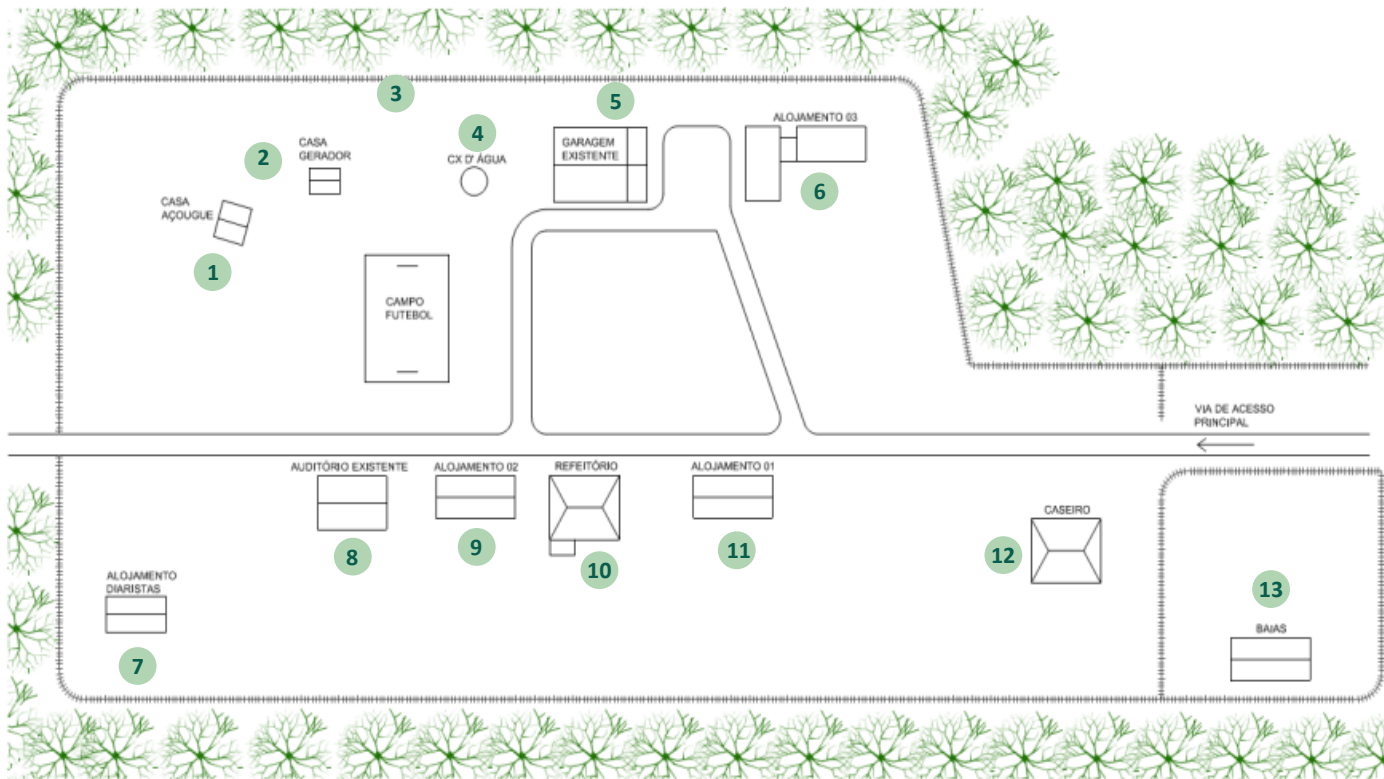 3
5
ALOJAMENTO 03
4
CASA
GERADOR
2
CX D' ÁGUA
GARAGEM
EXISTENTE
6
CASA
AÇOUGUE
1
CAMPO
FUTEBOL
VIA DE ACESSO
PRINCIPAL
AUDITÓRIO EXISTENTE
ALOJAMENTO 02
REFEITÓRIO
ALOJAMENTO 01
8
9
10
11
CASEIRO
12
ALOJAMENTO
DIARISTAS
7
13
BAIAS